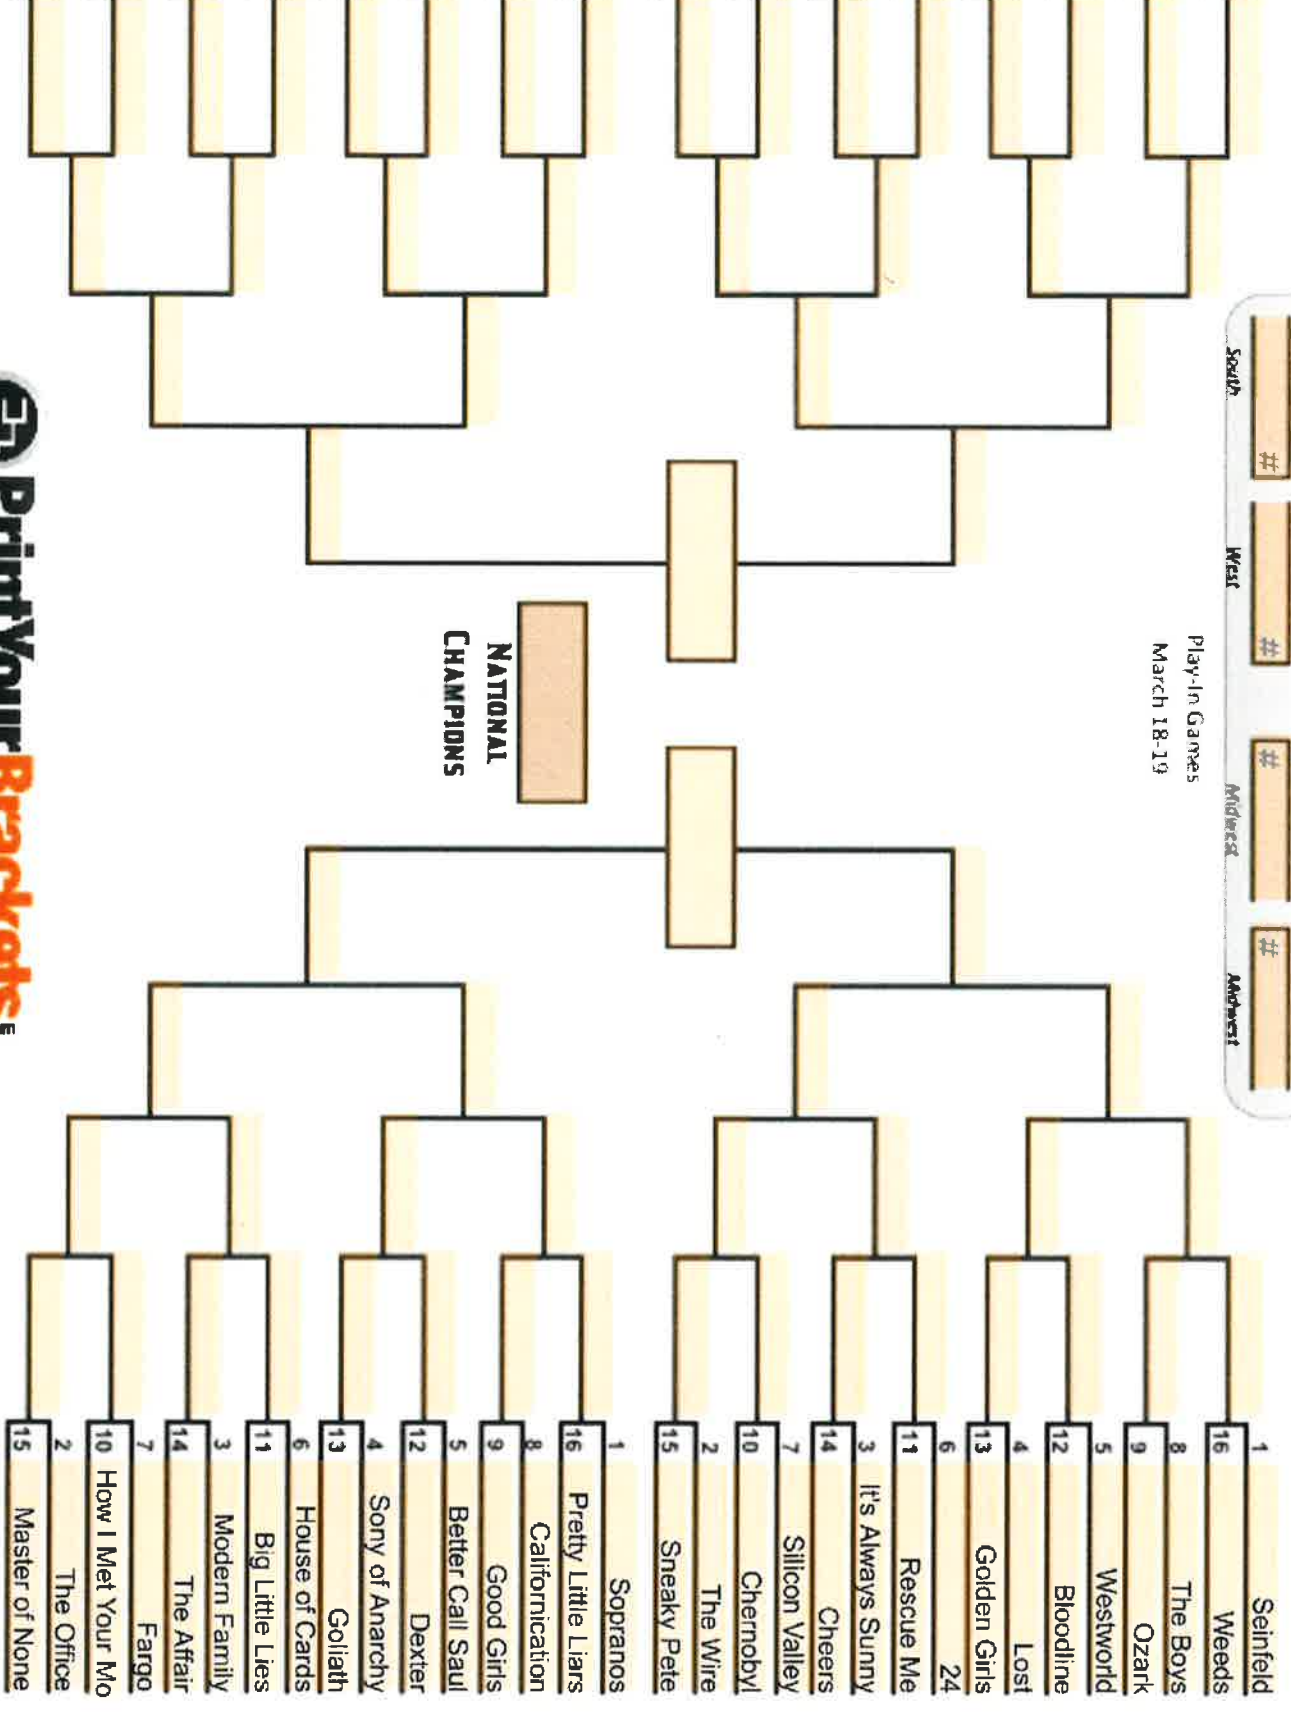 South
West
Midwest
Midwest
#
#
#
#
Play-In Games
March 18-19
NATIONAL
CHAMPIONS
1 Seinfeld
16 Weeds
8 The Boys
9 Ozark
5 Westworld
12 Bloodline
4 Lost
13 Golden Girls
6 24
11 Rescue Me
3 It's Always Sunny
14 Cheers
7 Silicon Valley
10 Chernobyl
2 The Wire
15 Sneaky Pete
1 Sopranos
16 Pretty Little Liars
8 Californication
9 Good Girls
5 Better Call Saul
12 Dexter
4 Sony of Anarchy
13 Goliath
6 House of Cards
11 Big Little Lies
3 Modern Family
14 The Affair
7 Fargo
10 How I Met Your Mo
2 The Office
15 Master of None
PrintYourBrackets